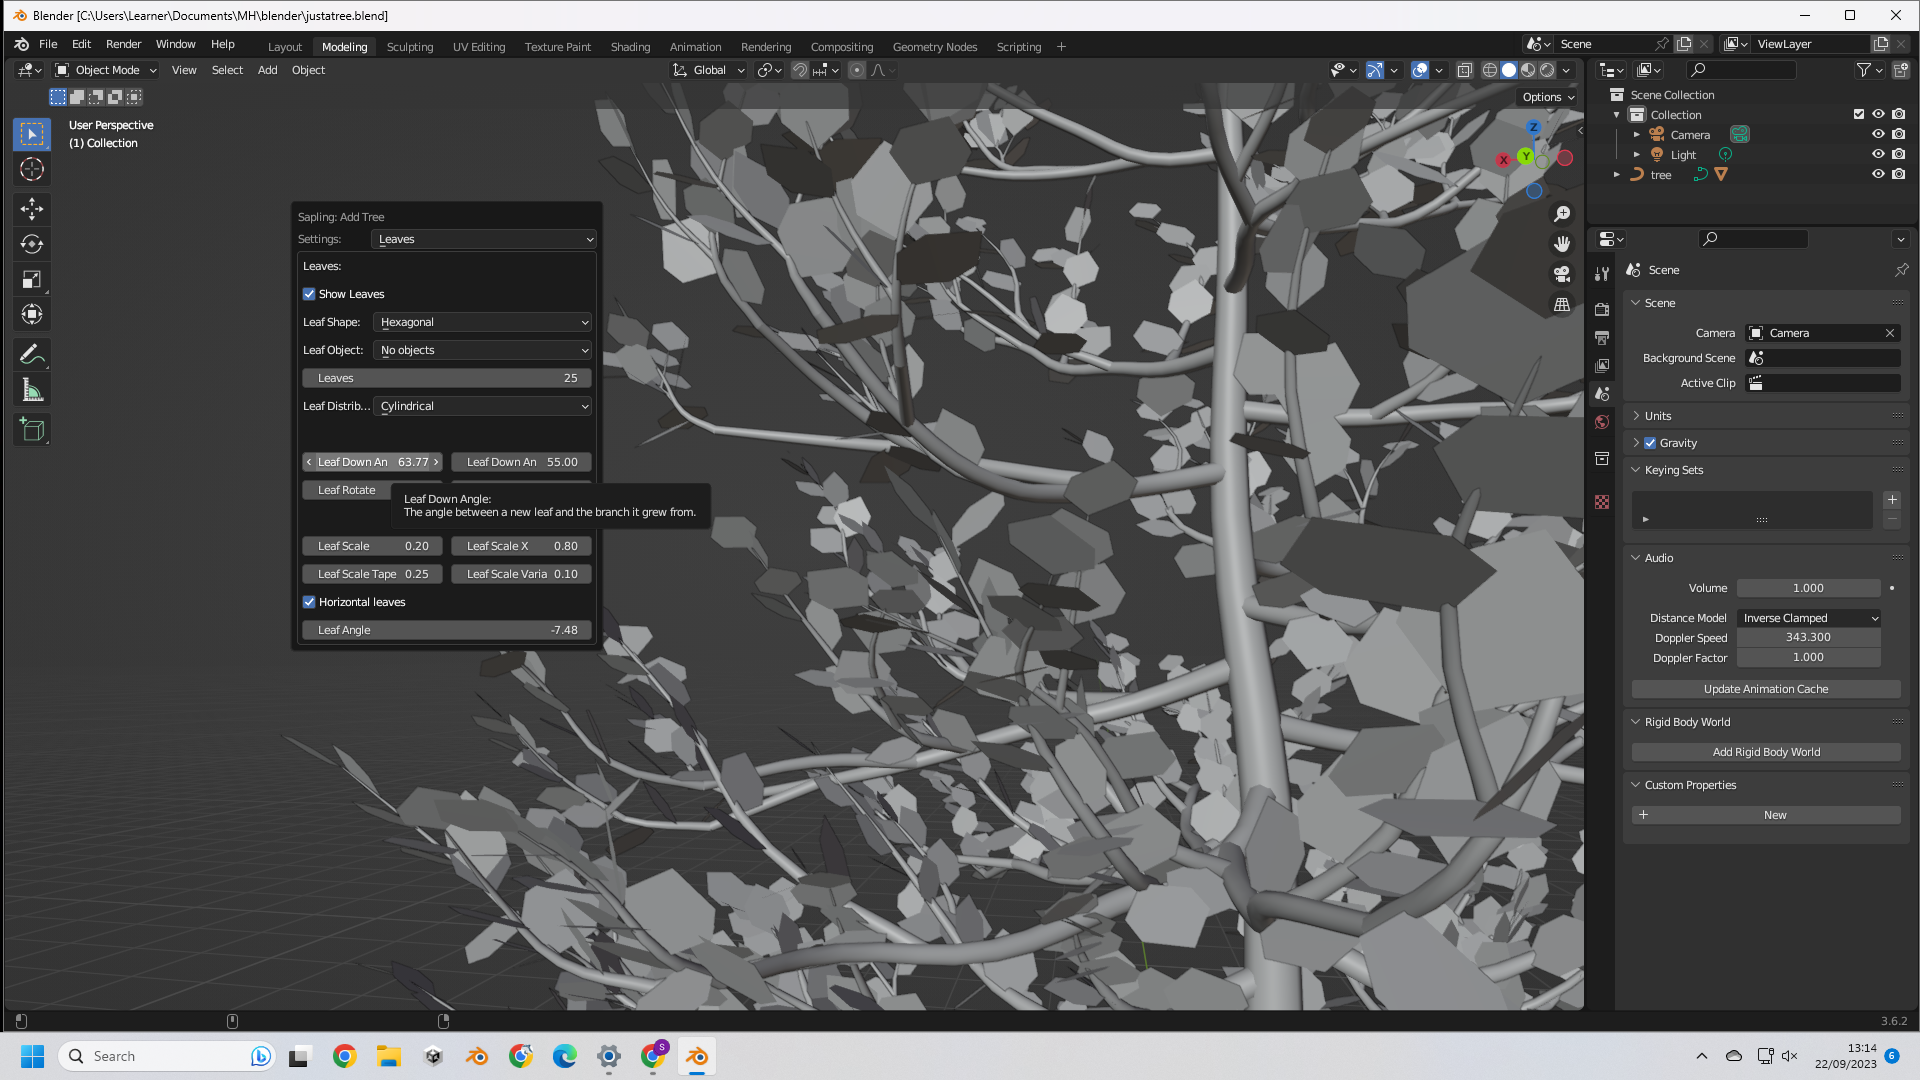 Blender [C:\Users\Learner\Documents\MH\blender\justatree.blend]
File Edit Render Window Help Layout Modeling Sculpting UV Editing Texture Paint Shading Animation Rendering Compositing Geometry Nodes Scripting Scene ViewLayer
Object Mode View Select Add Object Global
Options
User Perspective
(1) Collection
Z
X
Y
Sapling: Add Tree
Settings: Leaves
Leaves:
Show Leaves
Leaf Shape: Hexagonal
Leaf Object: No objects
Leaves 25
Leaf Distrib... Cylindrical
Leaf Down An 63.77 Leaf Down An 55.00
Leaf Rotate
Leaf Down Angle:
The angle between a new leaf and the branch it grew from.
Leaf Scale 0.20 Leaf Scale X 0.80
Leaf Scale Tape 0.25 Leaf Scale Varia 0.10
Horizontal leaves
Leaf Angle -7.48
Scene Collection
Collection
Camera
Light
tree
Scene
Scene
Camera Camera
Background Scene
Active Clip
Units
Gravity
Keying Sets
Audio
Volume 1.000
Distance Model Inverse Clamped
Doppler Speed 343.300
Doppler Factor 1.000
Update Animation Cache
Rigid Body World
Add Rigid Body World
Custom Properties
New
3.6.2
Search
S
13:14
22/09/2023
6